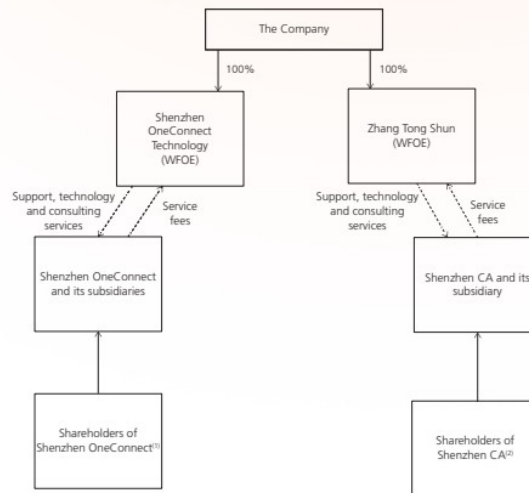 The Company
100%
100%
Shenzhen
OneConnect
Technology
(WFOE)
Zhang Tong Shun
(WFOE)
Support, technology
and consulting
services
Service
fees
Support, technology
and consulting
services
Service
fees
Shenzhen OneConnect
and its subsidiaries
Shenzhen CA and its
subsidiary
Shareholders of
Shenzhen OneConnect(1)
Shareholders of
Shenzhen CA(2)